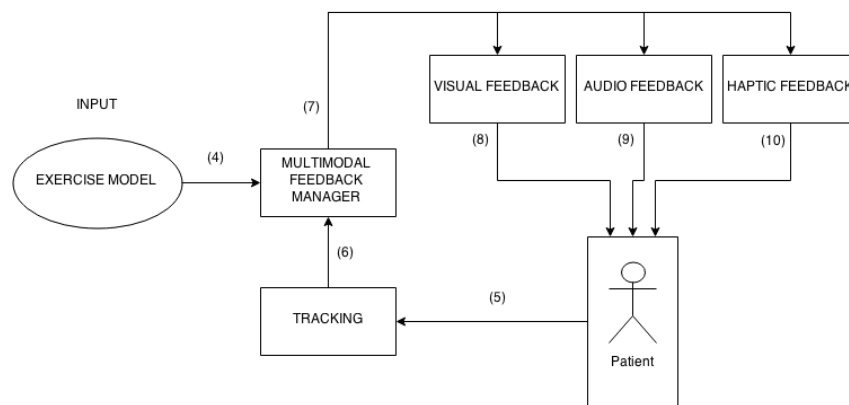 VISUAL FEEDBACK
AUDIO FEEDBACK
HAPTIC FEEDBACK
INPUT
(7)
(8)
(9)
(10)
(4)
EXERCISE MODEL
MULTIMODAL
FEEDBACK
MANAGER
(6)
(5)
TRACKING
Patient